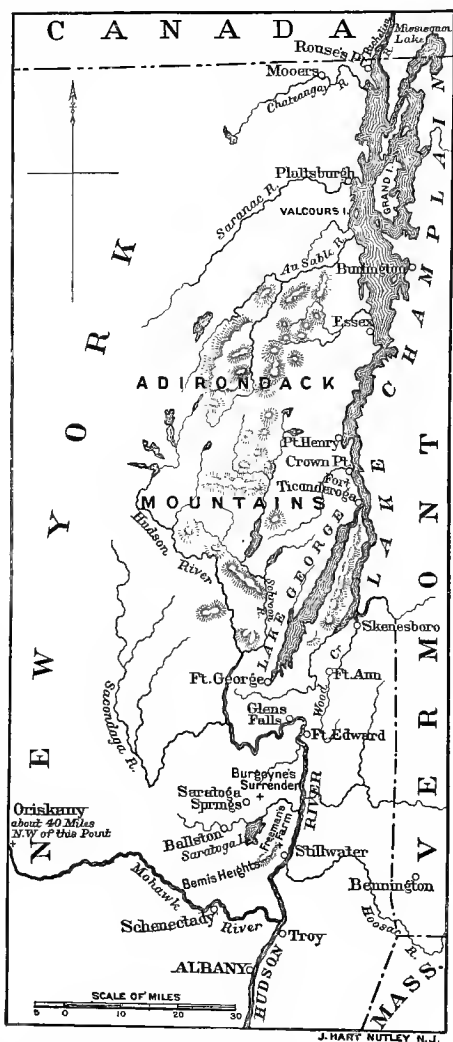 CANADA
Missisquoi
Lake
Rouse's Pt.
Richelieu R.
Mooers
Chateaugay R.
Plattsburgh
GRAND I.
VALCOURS I.
Saranac R.
Au Sable R.
Burlington
Essex
ADIRONDACK
MOUNTAINS
LAKE CHAMPLAIN
NEW YORK
VERMONT
Pt. Henry
Crown Pt.
Fort
Ticonderoga
Hudson
River
Schroon R.
LAKE GEORGE
Skenesboro
Ft. George
Wood Cr.
Ft. Ann
Glens
Falls
Ft. Edward
Sacondaga R.
Burgoyne's
Surrender
Saratoga
Springs
Oriskany
about 40 Miles
N.W of this Point
Ballston
Saratoga L.
Freeman's
Farm
Bemis Heights
Stillwater
HUDSON RIVER
Bennington
Hoosac R.
Mohawk
River
Schenectady
Troy
ALBANY
MASS.
SCALE OF MILES
5 0 10 20 30
J. HART NUTLEY N.J.